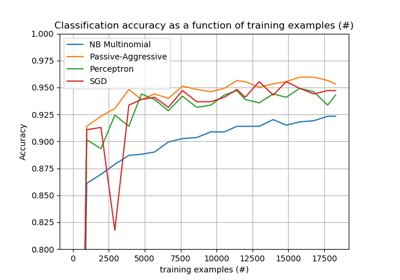 Classification accuracy as a function of training examples (#)
1.000
0.975
0.950
0.925
0.900
0.875
0.850
0.825
0.800
Accuracy
NB Multinomial
Passive-Aggressive
Perceptron
SGD
0 2500 5000 7500 10000 12500 15000 17500
training examples (#)